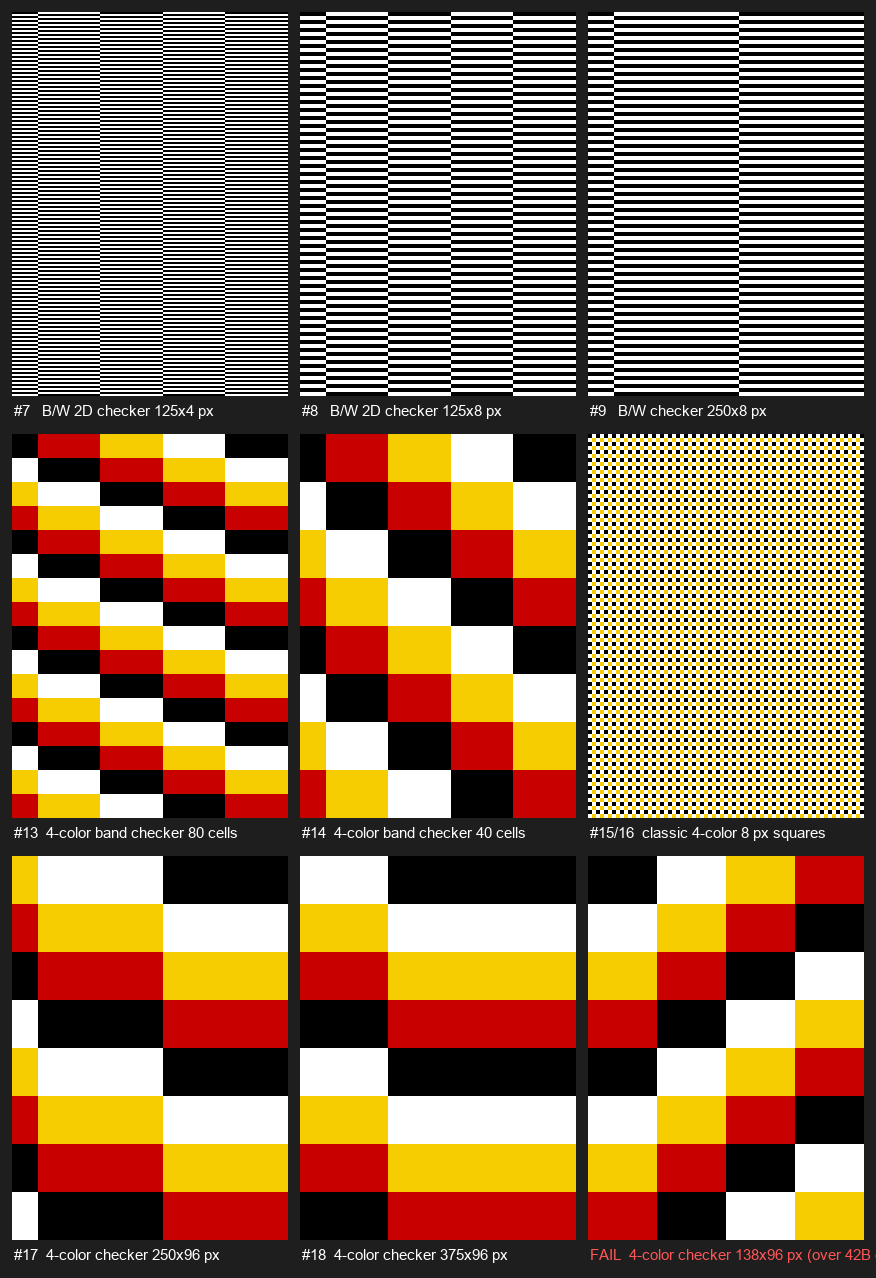 #7 B/W 2D checker 125x4 px
#8 B/W 2D checker 125x8 px
#9 B/W checker 250x8 px
#13 4-color band checker 80 cells
#14 4-color band checker 40 cells
#15/16 classic 4-color 8 px squares
#17 4-color checker 250x96 px
#18 4-color checker 375x96 px
FAIL 4-color checker 138x96 px (over 42B